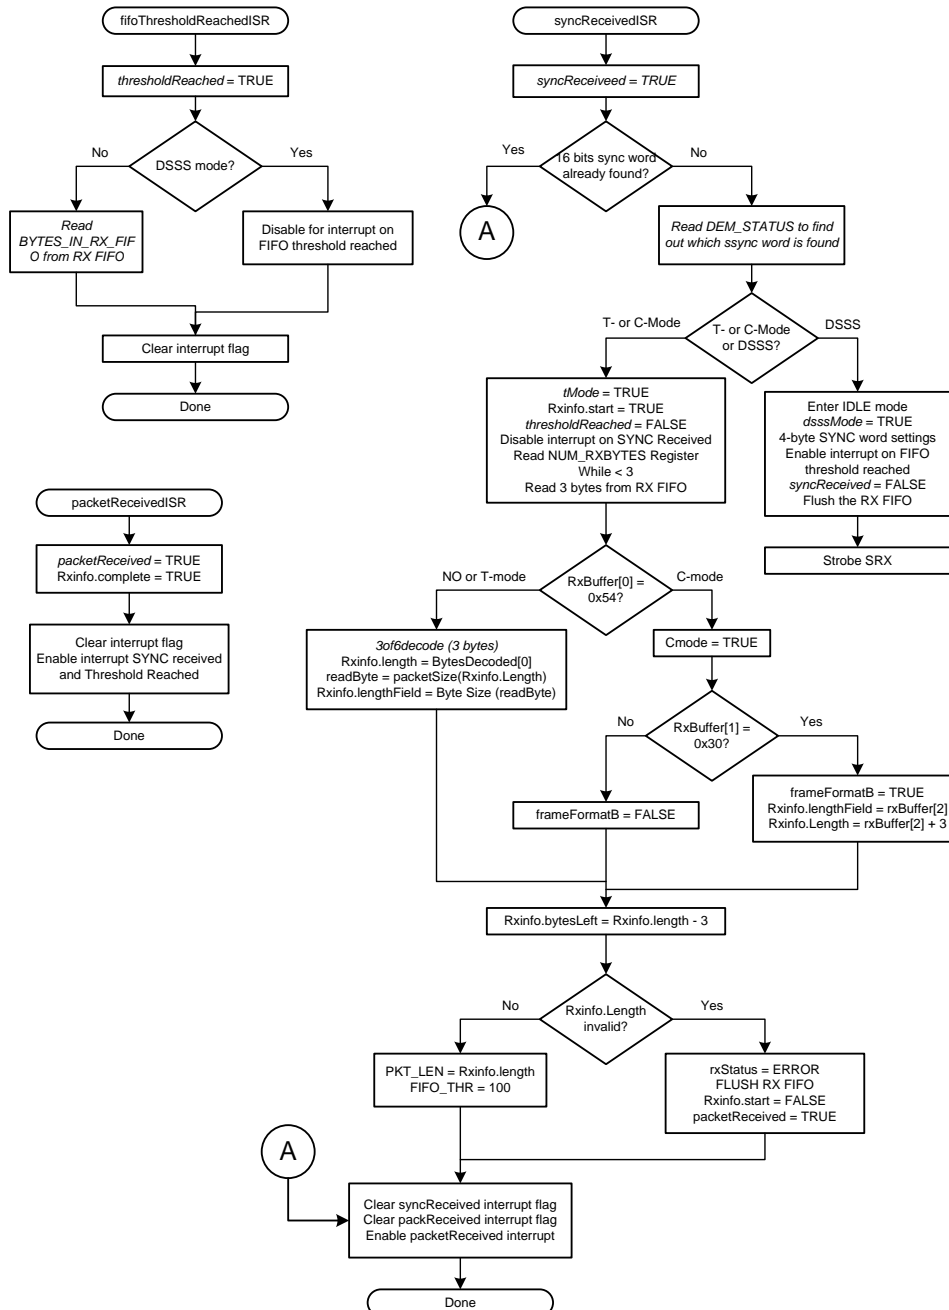 fifoThresholdReachedISR
thresholdReached = TRUE
DSSS mode?
No
Yes
Read
BYTES_IN_RX_FIF
O from RX FIFO
Disable for interrupt on
FIFO threshold reached
Clear interrupt flag
Done
packetReceivedISR
packetReceived = TRUE
Rxinfo.complete = TRUE
Clear interrupt flag
Enable interrupt SYNC received
and Threshold Reached
Done
syncReceivedISR
syncReceiveed = TRUE
16 bits sync word
already found?
Yes
No
A
Read DEM_STATUS to find
out which ssync word is found
T- or C-Mode
or DSSS?
T- or C-Mode
DSSS
tMode = TRUE
Rxinfo.start = TRUE
thresholdReached = FALSE
Disable interrupt on SYNC Received
Read NUM_RXBYTES Register
While < 3
Read 3 bytes from RX FIFO
Enter IDLE mode
dsssMode = TRUE
4-byte SYNC word settings
Enable interrupt on FIFO
threshold reached
syncReceived = FALSE
Flush the RX FIFO
Strobe SRX
RxBuffer[0] =
0x54?
NO or T-mode
C-mode
3of6decode (3 bytes)
Rxinfo.length = BytesDecoded[0]
readByte = packetSize(Rxinfo.Length)
Rxinfo.lengthField = Byte Size (readByte)
Cmode = TRUE
RxBuffer[1] =
0x30?
No
Yes
frameFormatB = FALSE
frameFormatB = TRUE
Rxinfo.lengthField = rxBuffer[2]
Rxinfo.Length = rxBuffer[2] + 3
Rxinfo.bytesLeft = Rxinfo.length - 3
Rxinfo.Length
invalid?
No
Yes
PKT_LEN = Rxinfo.length
FIFO_THR = 100
rxStatus = ERROR
FLUSH RX FIFO
Rxinfo.start = FALSE
packetReceived = TRUE
A
Clear syncReceived interrupt flag
Clear packReceived interrupt flag
Enable packetReceived interrupt
Done